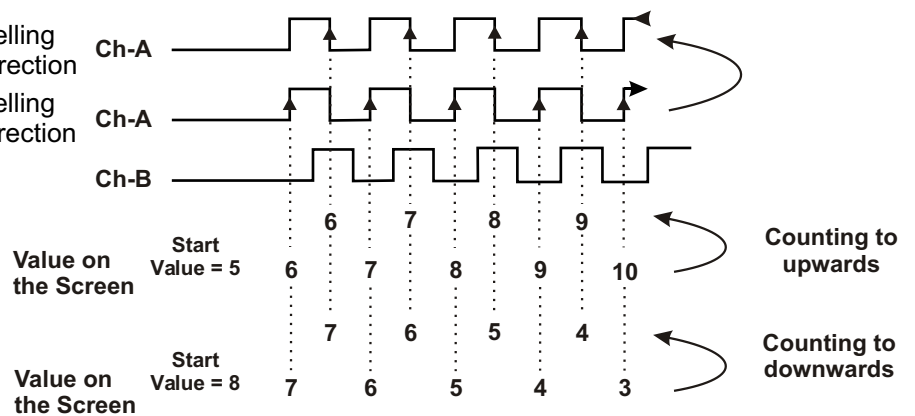 elling
rection
Ch-A
elling
rection
Ch-A
Ch-B
6 7 8 9
Value on
the Screen
Start
Value = 5
6 7 8 9 10
Counting to
upwards
7 6 5 4
Value on
the Screen
Start
Value = 8
7 6 5 4 3
Counting to
downwards